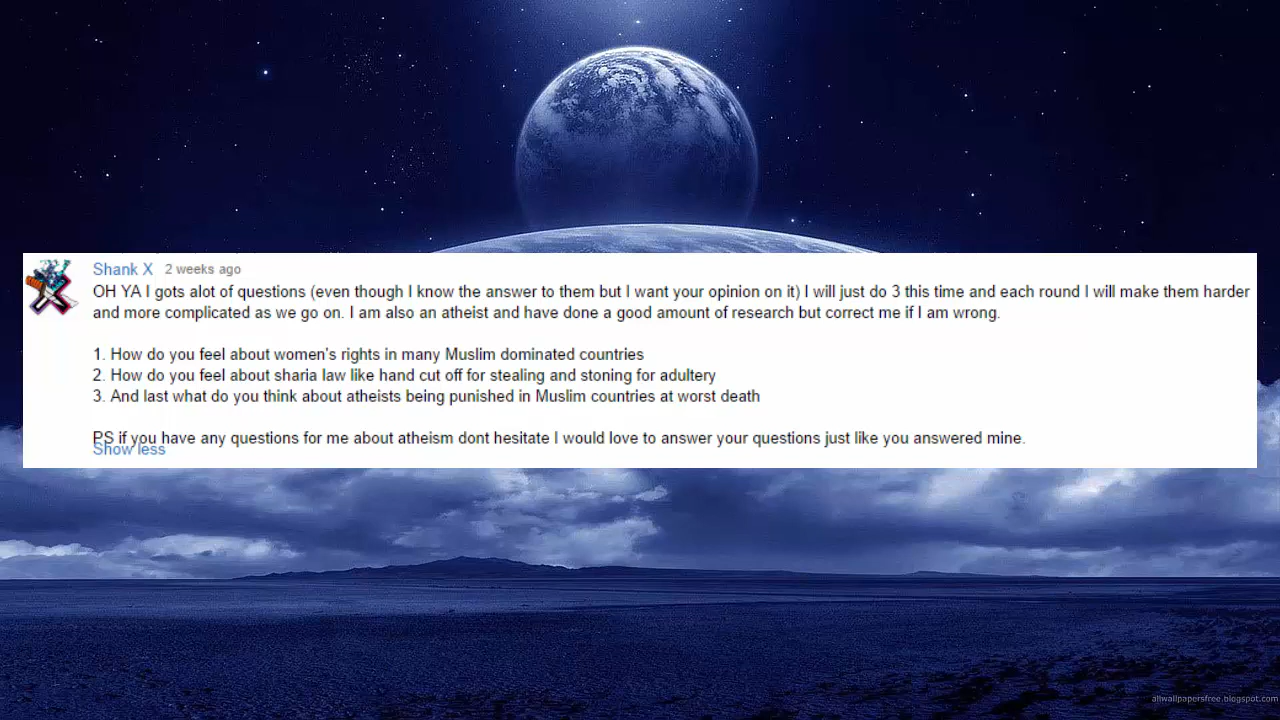 Shank X 2 weeks ago
OH YA I gots alot of questions (even though I know the answer to them but I want your opinion on it) I will just do 3 this time and each round I will make them harder
and more complicated as we go on. I am also an atheist and have done a good amount of research but correct me if I am wrong.
1. How do you feel about women's rights in many Muslim dominated countries
2. How do you feel about sharia law like hand cut off for stealing and stoning for adultery
3. And last what do you think about atheists being punished in Muslim countries at worst death
PS if you have any questions for me about atheism dont hesitate I would love to answer your questions just like you answered mine.
Show less
allwallpapersfree.blogspot.com